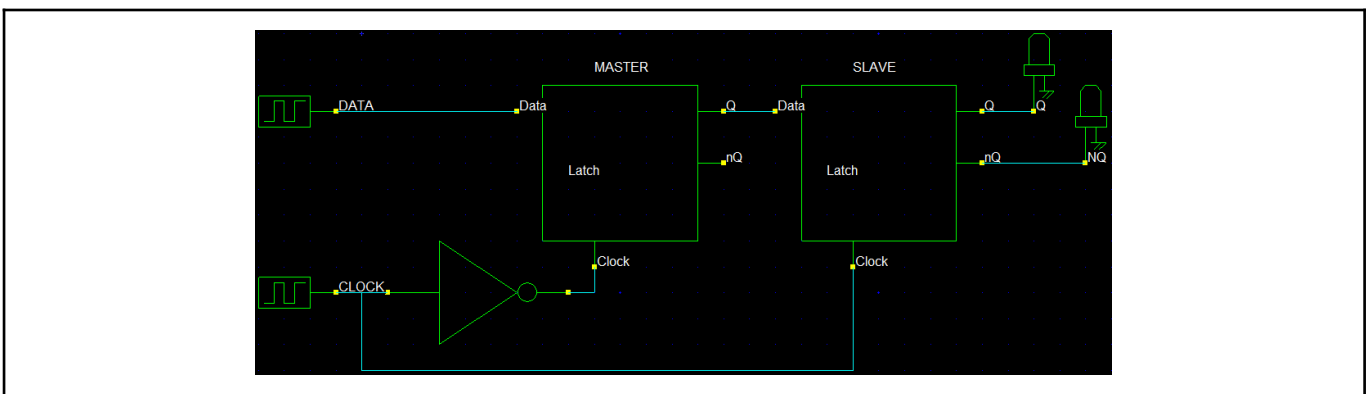 MASTER
SLAVE
DATA
Data
Q
Data
Q
Q
nQ
nQ
NQ
Latch
Latch
Clock
Clock
CLOCK